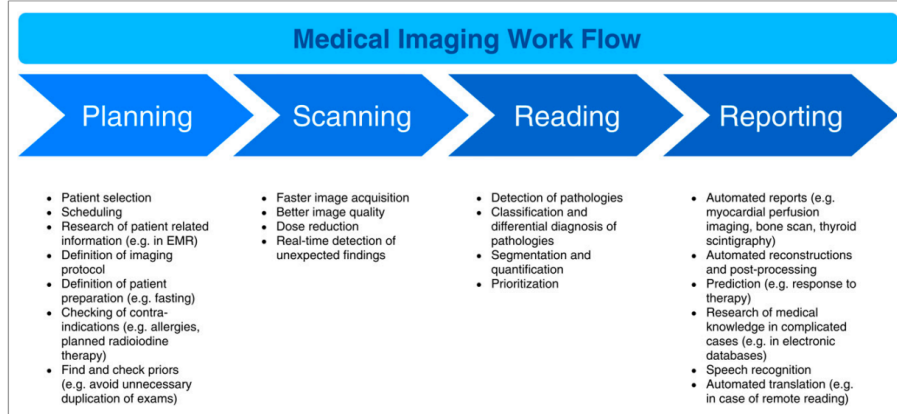 Medical Imaging Work Flow
Planning
Scanning
Reading
Reporting
• Patient selection
• Scheduling
• Research of patient related
information (e.g. in EMR)
• Definition of imaging
protocol
• Definition of patient
preparation (e.g. fasting)
• Checking of contra-
indications (e.g. allergies,
planned radioiodine
therapy)
• Find and check priors
(e.g. avoid unnecessary
duplication of exams)
• Faster image acquisition
• Better image quality
• Dose reduction
• Real-time detection of
unexpected findings
• Detection of pathologies
• Classification and
differential diagnosis of
pathologies
• Segmentation and
quantification
• Prioritization
• Automated reports (e.g.
myocardial perfusion
imaging, bone scan, thyroid
scintigraphy)
• Automated reconstructions
and post-processing
• Prediction (e.g. response to
therapy)
• Research of medical
knowledge in complicated
cases (e.g. in electronic
databases)
• Speech recognition
• Automated translation (e.g.
in case of remote reading)